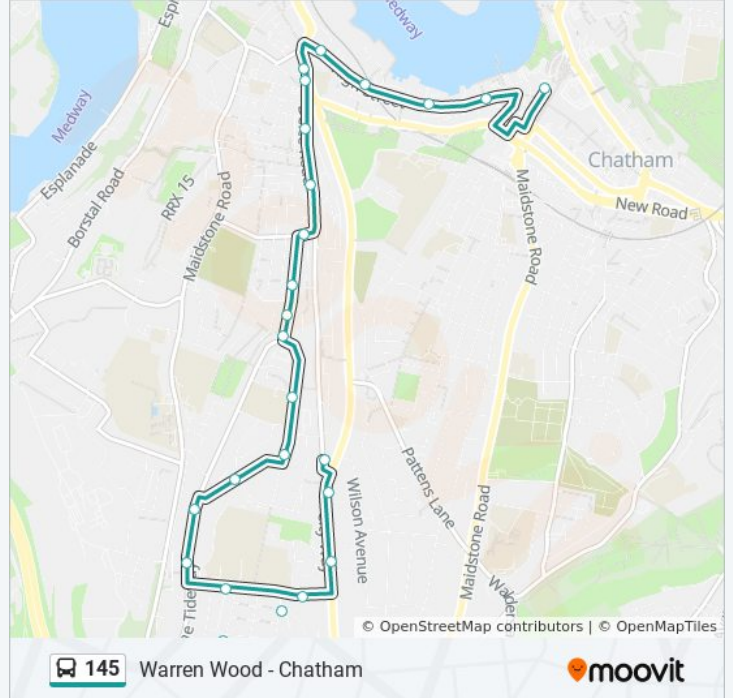 Medway
Medway
Esplanade
Borstal Road
RRX 15
Maidstone Road
Chatham
New Road
Maidstone Road
Pattens Lane
Wilson Avenue
Maidstone Road
© OpenStreetMap contributors | © OpenMapTiles
145 Warren Wood - Chatham
moovit